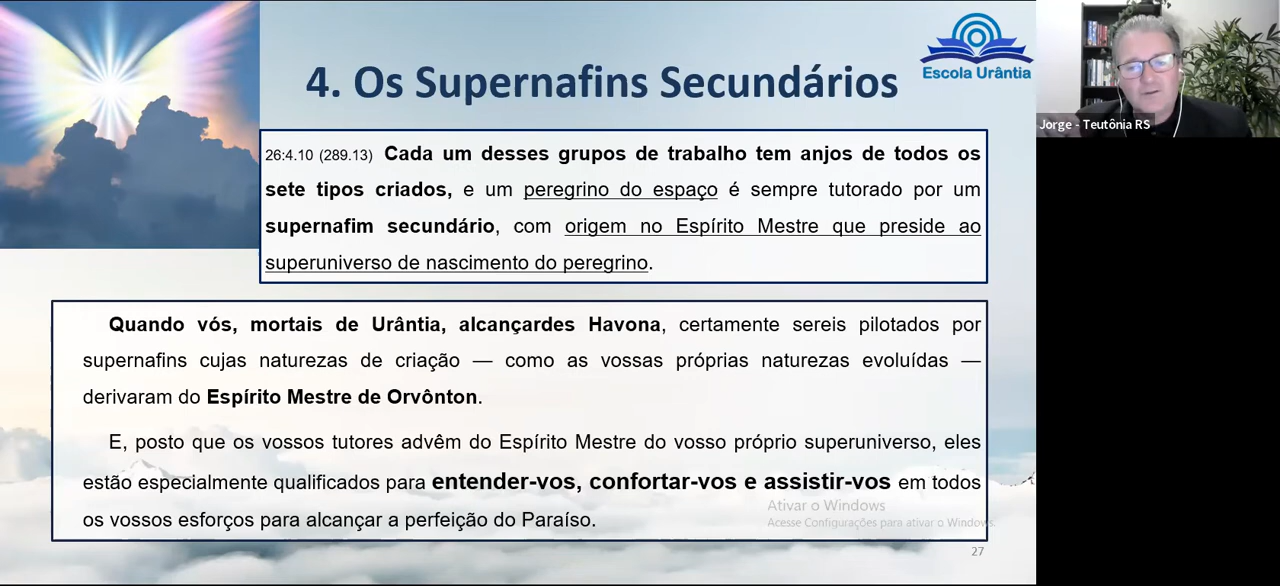 4. Os Supernafins Secundários
Escola Urântia
Jorge - Teutônia RS
26:4.10 (289.13) Cada um desses grupos de trabalho tem anjos de todos os
sete tipos criados, e um peregrino do espaço é sempre tutorado por um
supernafim secundário, com origem no Espírito Mestre que preside ao
superuniverso de nascimento do peregrino.
Quando vós, mortais de Urântia, alcançardes Havona, certamente sereis pilotados por
supernafins cujas naturezas de criação — como as vossas próprias naturezas evoluídas —
derivaram do Espírito Mestre de Orvônton.
E, posto que os vossos tutores advêm do Espírito Mestre do vosso próprio superuniverso, eles
estão especialmente qualificados para entender-vos, confortar-vos e assistir-vos em todos
os vossos esforços para alcançar a perfeição do Paraíso.
Ativar o Windows
Acesse Configurações para ativar o Windows.
27